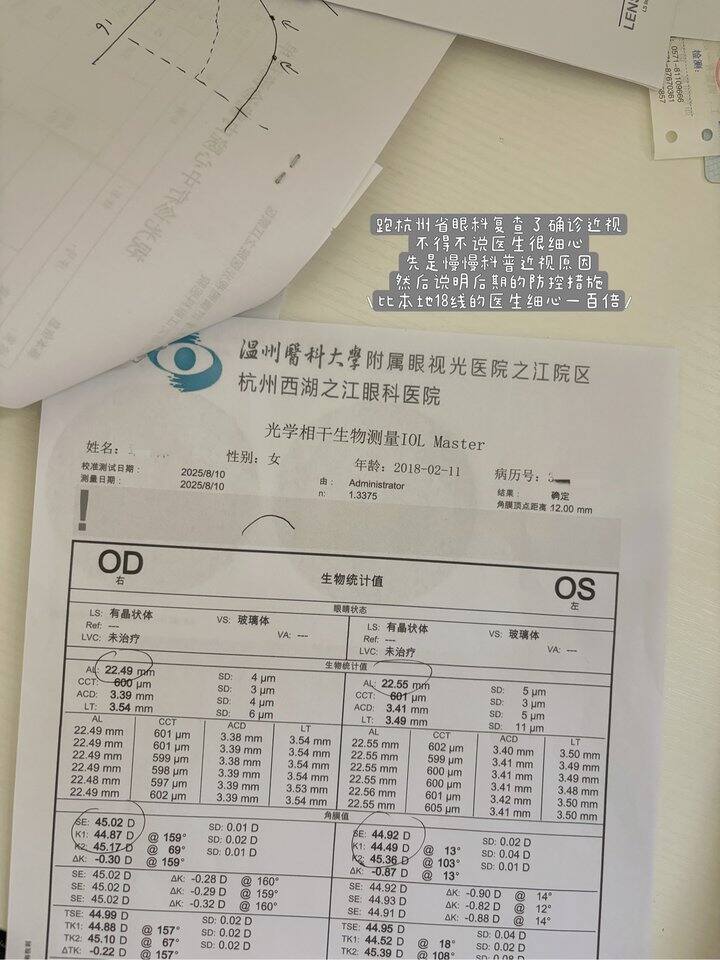 16
LENS
检测:
0571-81109666
-87670361
857
跑杭州省眼科复查了确诊近视
不得不说医生很细心
先是慢慢科普近视原因
然后说明后期的防控措施
\比本地18线的医生细心一百倍/
温州醫科大學附属眼视光医院之江院区
杭州西湖之江眼科医院
光学相干生物测量IOL Master
姓名: 性别: 女 年龄: 2018-02-11 病历号: 3
校准测试日期: 2025/8/10 由: Administrator 结果: 确定
测量日期: 2025/8/10 n: 1.3375 角膜顶点距离 12.00 mm
!
OD 右 生物统计值 OS 左
眼睛状态
LS: 有晶状体 VS: 玻璃体 LS: 有晶状体 VS: 玻璃体
Ref: --- VA: --- Ref: --- VA: ---
LVC: 未治疗 LVC: 未治疗
生物统计值
AL: 22.49 mm SD: 4 µm AL: 22.55 mm SD: 5 µm
CCT: 600 µm SD: 3 µm CCT: 601 µm SD: 3 µm
ACD: 3.39 mm SD: 4 µm ACD: 3.41 mm SD: 5 µm
LT: 3.54 mm SD: 6 µm LT: 3.49 mm SD: 11 µm
AL CCT ACD LT AL CCT ACD LT
22.49 mm 601 µm 3.38 mm 3.54 mm 22.55 mm 602 µm 3.40 mm 3.50 mm
22.49 mm 601 µm 3.39 mm 3.54 mm 22.55 mm 599 µm 3.41 mm 3.49 mm
22.49 mm 599 µm 3.38 mm 3.54 mm 22.55 mm 600 µm 3.41 mm 3.49 mm
22.49 mm 598 µm 3.39 mm 3.54 mm 22.55 mm 600 µm 3.41 mm 3.48 mm
22.48 mm 597 µm 3.39 mm 3.53 mm 22.56 mm 601 µm 3.42 mm 3.50 mm
22.49 mm 602 µm 3.39 mm 3.54 mm 22.55 mm 605 µm 3.41 mm 3.50 mm
角膜值
SE: 45.02 D SD: 0.01 D SE: 44.92 D SD: 0.02 D
K1: 44.87 D @ 159° SD: 0.02 D K1: 44.49 D @ 13° SD: 0.04 D
K2: 45.17 D @ 69° SD: 0.01 D K2: 45.36 D @ 103° SD: 0.01 D
ΔK: -0.30 D @ 159° ΔK: -0.87 D @ 13°
SE: 45.02 D ΔK: -0.28 D @ 160° SE: 44.92 D ΔK: -0.90 D @ 14°
SE: 45.02 D ΔK: -0.29 D @ 159° SE: 44.93 D ΔK: -0.82 D @ 12°
SE: 45.02 D ΔK: -0.32 D @ 160° SE: 44.91 D ΔK: -0.88 D @ 14°
TSE: 44.99 D SD: 0.02 D TSE: 44.95 D SD: 0.04 D
TK1: 44.88 D @ 157° SD: 0.02 D TK1: 44.52 D @ 18° SD: 0.02 D
TK2: 45.10 D @ 67° SD: 0.02 D TK2: 45.39 D @ 108° SD: 0.08 D
ΔTK: -0.22 D @ 157°